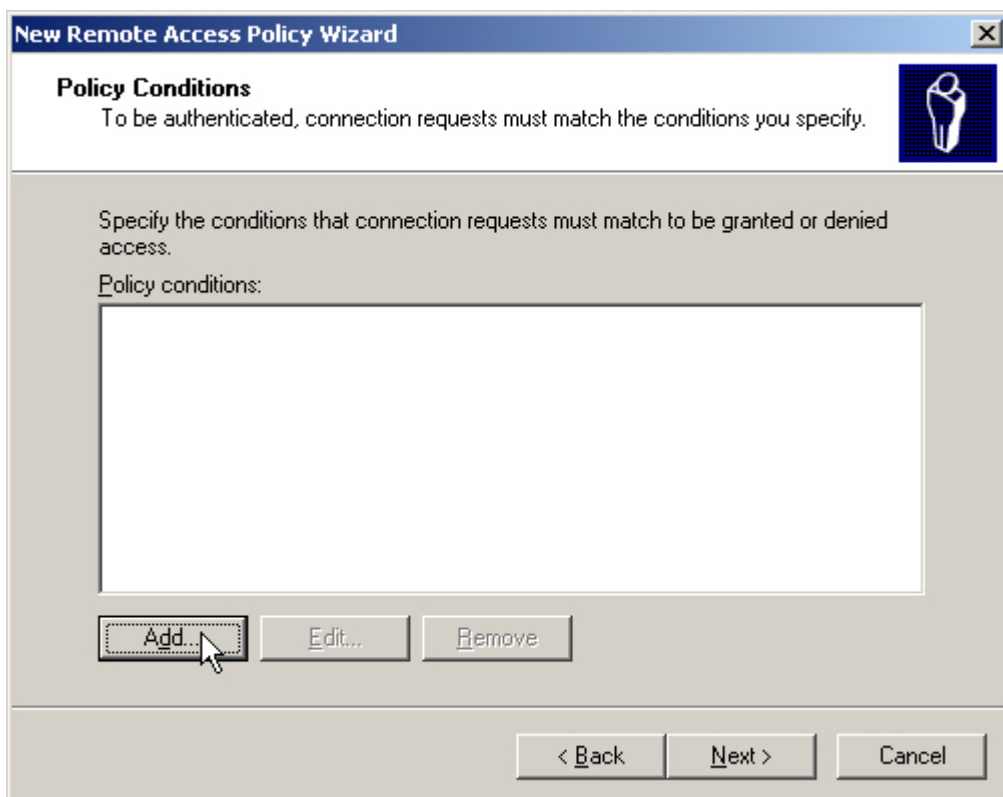 New Remote Access Policy Wizard
Policy Conditions
To be authenticated, connection requests must match the conditions you specify.
Specify the conditions that connection requests must match to be granted or denied
access.
Policy conditions:
Add...
Edit...
Remove
< Back
Next >
Cancel